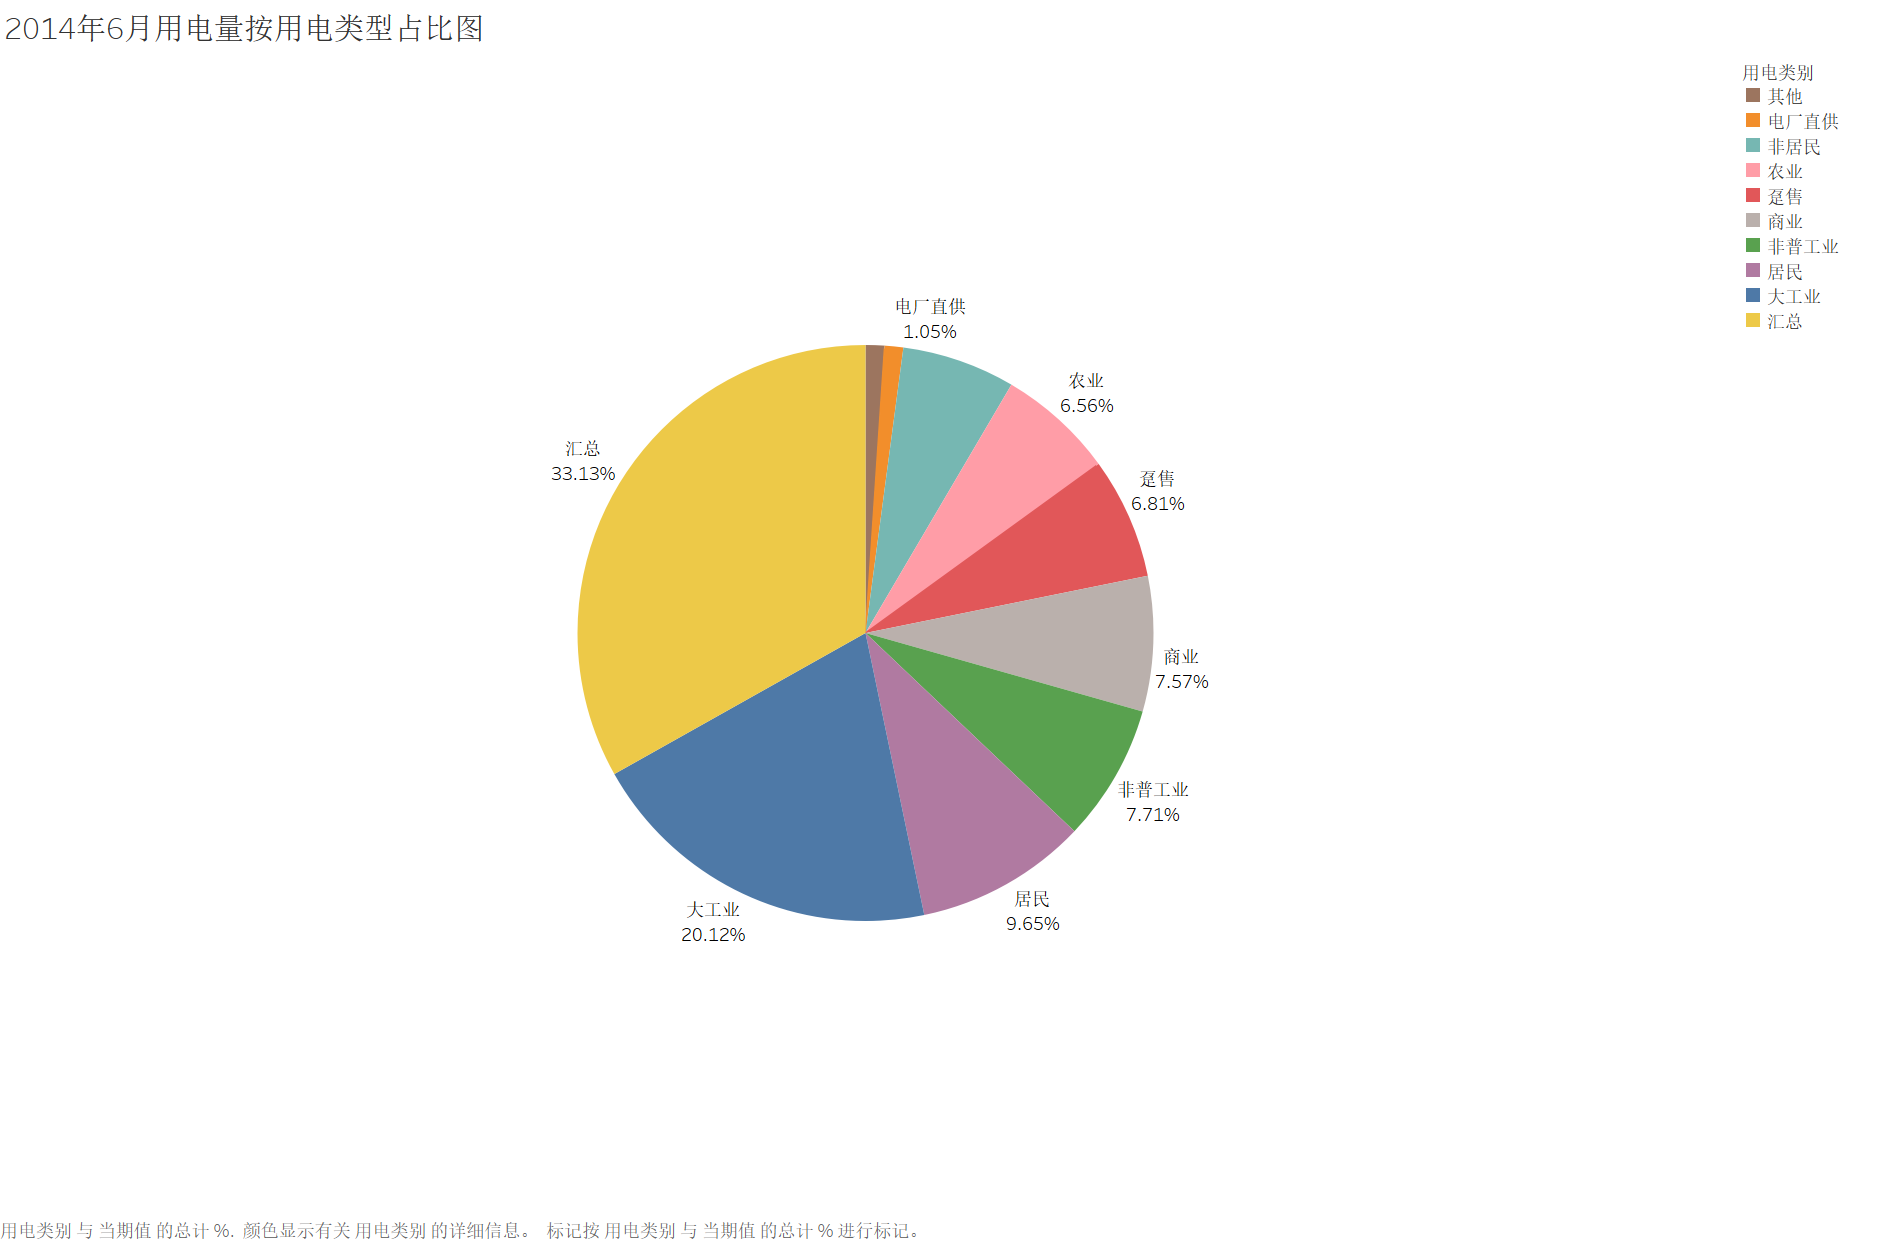 2014年6月用电量按用电类型占比图
用电类别
其他
电厂直供
非居民
农业
趸售
商业
非普工业
居民
大工业
汇总
电厂直供
1.05%
农业
6.56%
趸售
6.81%
汇总
33.13%
商业
7.57%
非普工业
7.71%
居民
9.65%
大工业
20.12%
用电类别 与 当期值 的总计 %. 颜色显示有关 用电类别 的详细信息。 标记按 用电类别 与 当期值 的总计 % 进行标记。